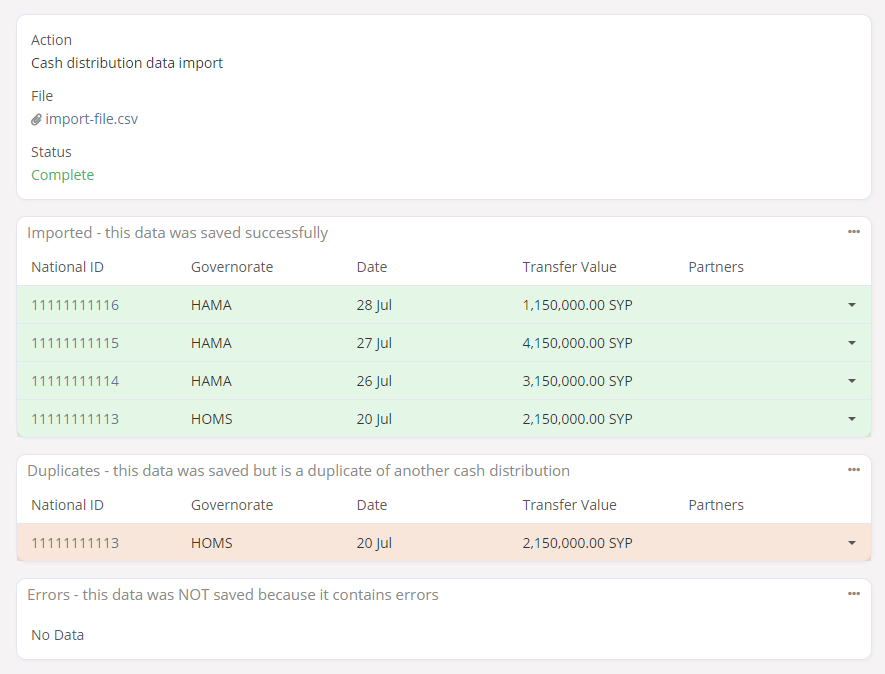 Action
Cash distribution data import
File
import-file.csv
Status
Complete
Imported - this data was saved successfully
National ID Governorate Date Transfer Value Partners
11111111116 HAMA 28 Jul 1,150,000.00 SYP
11111111115 HAMA 27 Jul 4,150,000.00 SYP
11111111114 HAMA 26 Jul 3,150,000.00 SYP
11111111113 HOMS 20 Jul 2,150,000.00 SYP
Duplicates - this data was saved but is a duplicate of another cash distribution
National ID Governorate Date Transfer Value Partners
11111111113 HOMS 20 Jul 2,150,000.00 SYP
Errors - this data was NOT saved because it contains errors
No Data